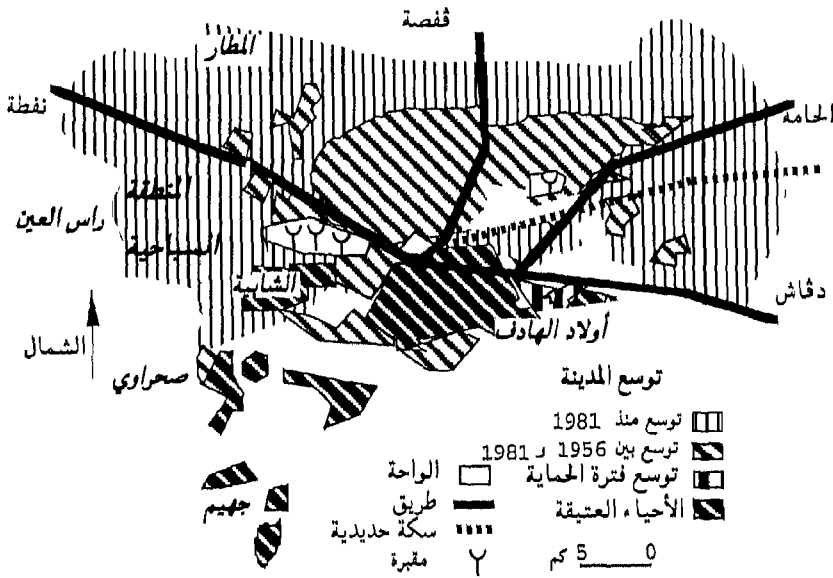 قفصة
المطار
نفطة
الحامة
المنطقة
السياحية
راس العين
الشابية
دقاش
أولاد الهادف
الشمال
صحراوي
جهيم
توسع المدينة
توسع منذ 1981
توسع بين 1956 و 1981
توسع فترة الحماية
الأحياء العتيقة
الواحة
طريق
سكة حديدية
مقبرة
0 5 كم